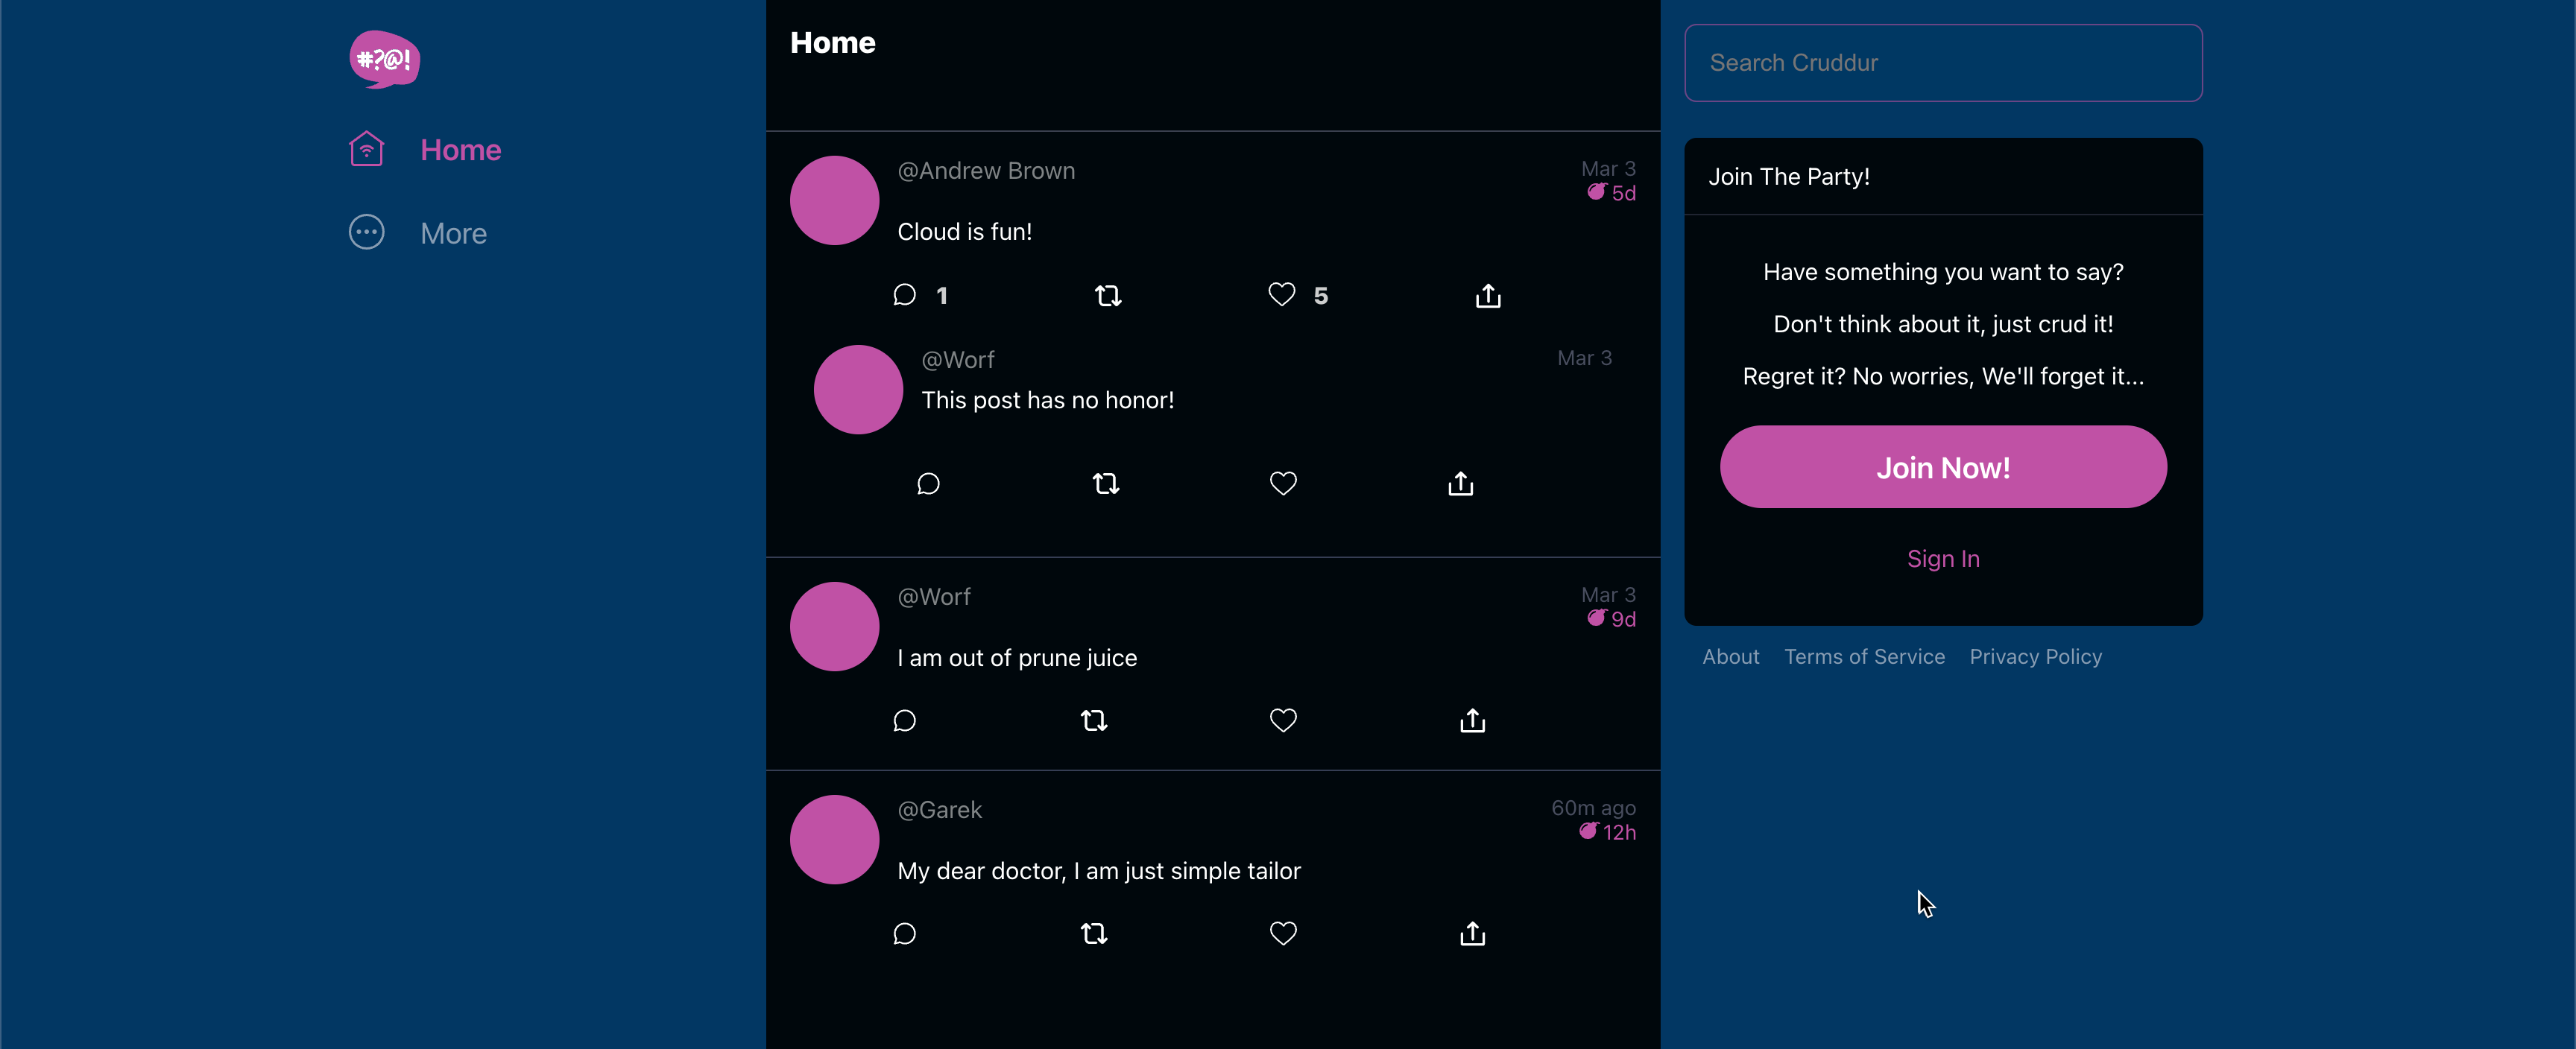 #?@!
Home
More
Home
@Andrew Brown
Mar 3
5d
Cloud is fun!
1
5
@Worf
Mar 3
This post has no honor!
@Worf
Mar 3
9d
I am out of prune juice
@Garek
60m ago
12h
My dear doctor, I am just simple tailor
Search Cruddur
Join The Party!
Have something you want to say?
Don't think about it, just crud it!
Regret it? No worries, We'll forget it...
Join Now!
Sign In
About Terms of Service Privacy Policy